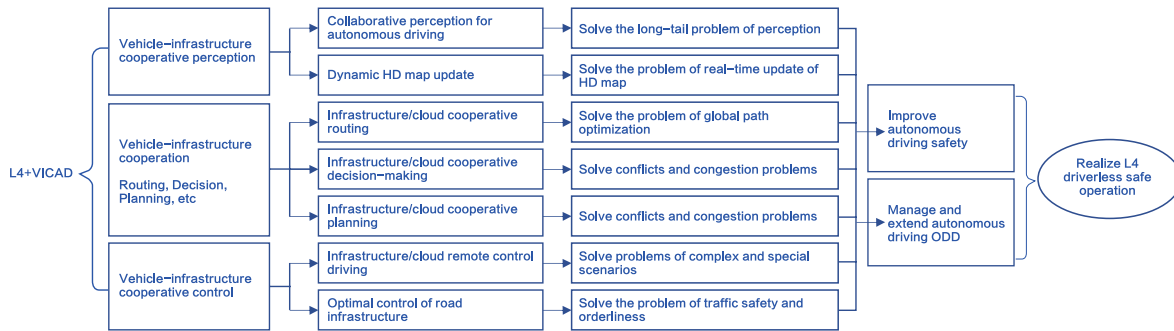 L4+VICAD
Vehicle-infrastructure
cooperative perception
Collaborative perception for
autonomous driving
Solve the long-tail problem of perception
Dynamic HD map update
Solve the problem of real-time update of
HD map
Vehicle-infrastructure
cooperation
Routing, Decision,
Planning, etc
Infrastructure/cloud cooperative
routing
Solve the problem of global path
optimization
Infrastructure/cloud cooperative
decision-making
Solve conflicts and congestion problems
Infrastructure/cloud cooperative
planning
Solve conflicts and congestion problems
Vehicle-infrastructure
cooperative control
Infrastructure/cloud remote control
driving
Solve problems of complex and special
scenarios
Optimal control of road
infrastructure
Solve the problem of traffic safety and
orderliness
Improve
autonomous
driving safety
Manage and
extend autonomous
driving ODD
Realize L4
driverless safe
operation